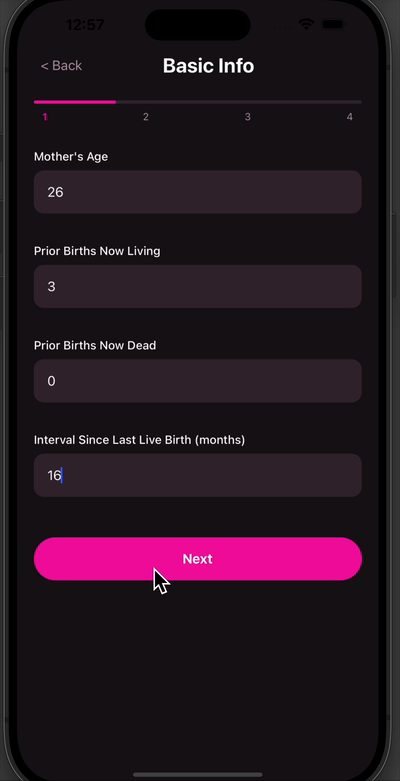 12:57
< Back
Basic Info
1
2
3
4
Mother's Age
26
Prior Births Now Living
3
Prior Births Now Dead
0
Interval Since Last Live Birth (months)
16
Next